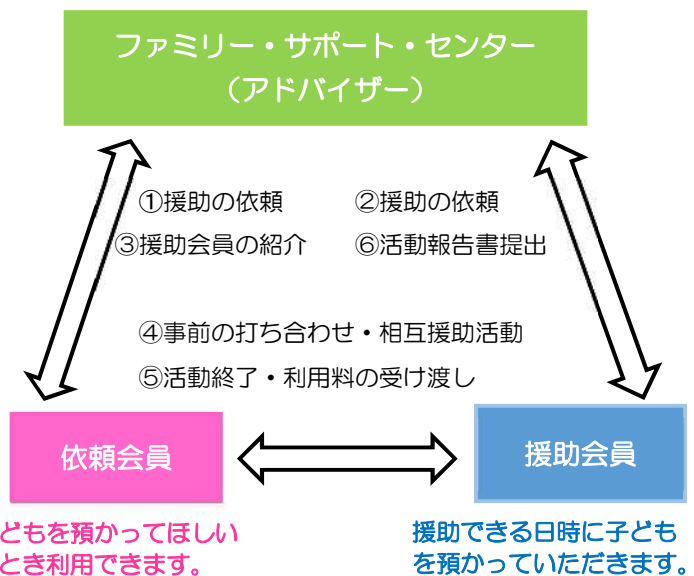 ファミリー・サポート・センター
（アドバイザー）
①援助の依頼
②援助の依頼
③援助会員の紹介
⑥活動報告書提出
④事前の打ち合わせ・相互援助活動
⑤活動終了・利用料の受け渡し
依頼会員
援助会員
どもを預かってほしい
とき利用できます。
援助できる日時に子ども
を預かっていただきます。